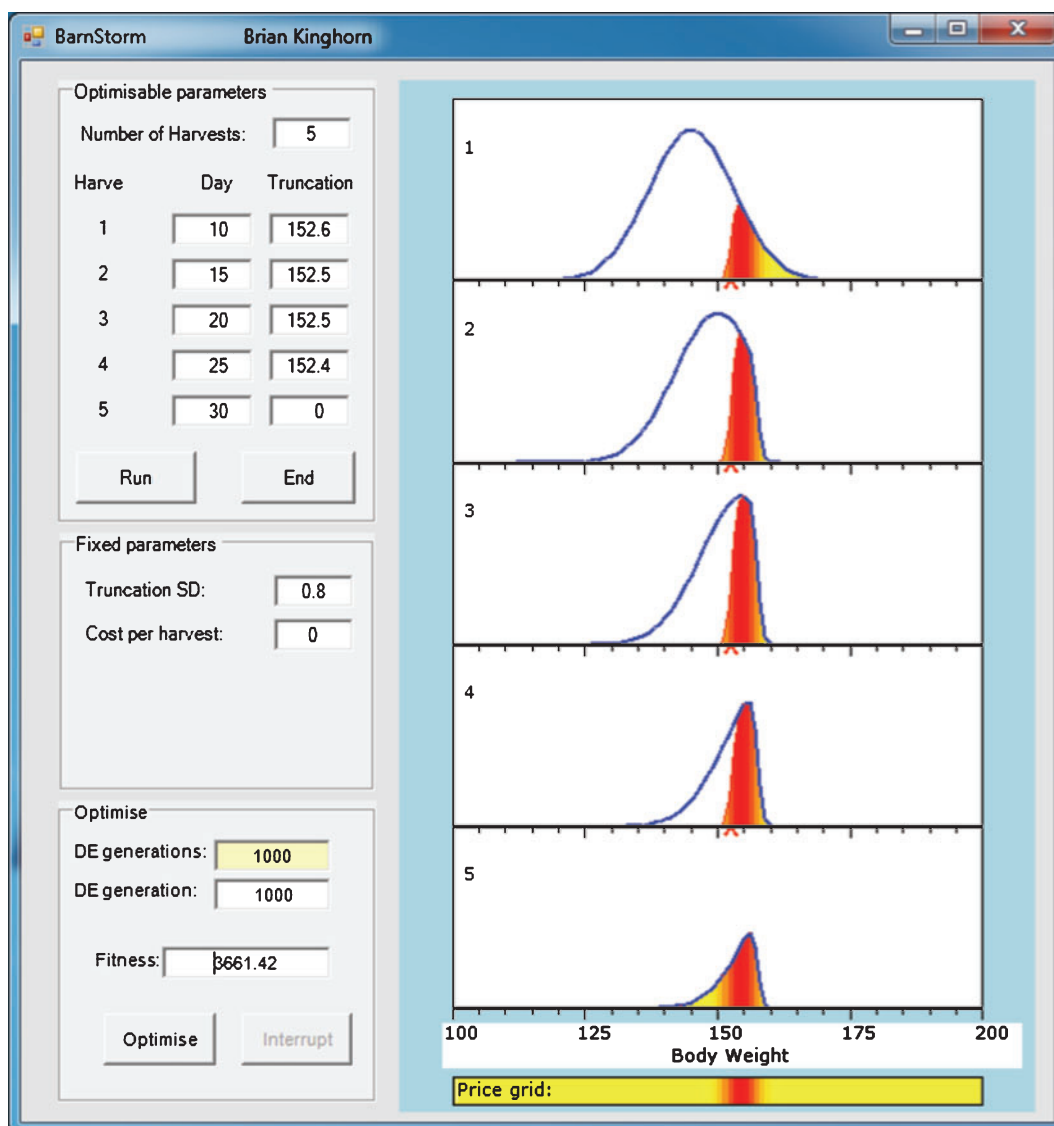 BarnStorm Brian Kinghorn
Optimisable parameters
Number of Harvests: 5
Harve Day Truncation
1 10 152.6
2 15 152.5
3 20 152.5
4 25 152.4
5 30 0
Run End
Fixed parameters
Truncation SD: 0.8
Cost per harvest: 0
Optimise
DE generations: 1000
DE generation: 1000
Fitness: 3661.42
Optimise Interrupt
1
2
3
4
5
100 125 150 175 200
Body Weight
Price grid: